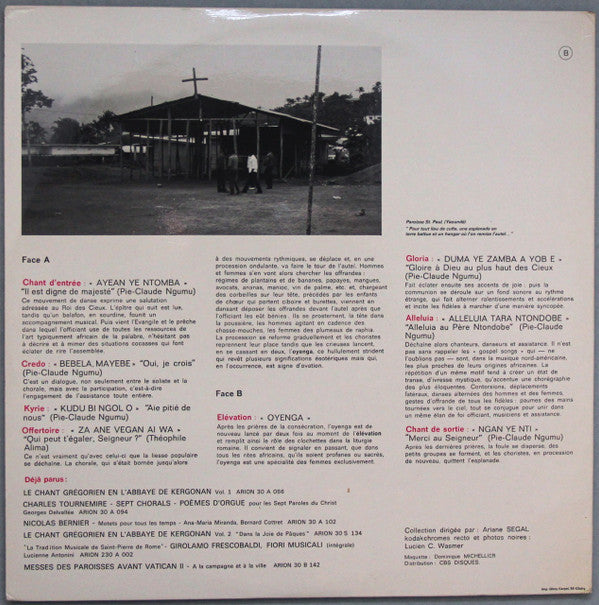 B
Paroisse St. Paul (Yaoundé)
" Pour tout lieu de culte, une esplanade en
terre battue et un hangar où l'on remise l'autel... "
Face A
Chant d'entrée : « AYEAN YE NTOMBA »
"Il est digne de majesté" (Pie-Claude Ngumu)
Ce mouvement de danse exprime une salutation
adressée au Roi des Cieux. L'épître qui suit est lue,
tandis qu'un balafon, en sourdine, fournit un
accompagnement musical. Puis vient l'Evangile et le prêche
dans lequel l'officiant use de toutes les ressources de
l'art typiquement africain de la palabre, n'hésitant pas
à décrire et à mimer des situations cocasses qui font
éclater de rire l'assemblée.
Credo : « BEBELA, MAYEBE » "Oui, je crois"
(Pie-Claude Ngumu)
C'est un dialogue, non seulement entre le soliste et la
chorale, mais avec la participation, c'est-à-dire
l'engagement de l'assistance toute entière.
Kyrie : « KUDU BI NGOL O » "Aie pitié de
nous" (Pie-Claude Ngumu)
Offertoire : « ZA ANE VEGAN AI WA »
"Qui peut t'égaler, Seigneur ?" (Théophile
Alima)
Ce n'est vraiment qu'avec celui-ci que la liesse populaire
se déchaîne. La chorale, qui s'était bornée jusqu'alors
à des mouvements rythmiques, se déplace et, en une
procession ondulante, va faire le tour de l'autel. Hommes
et femmes s'en vont alors chercher les offrandes :
régimes de plantains et de bananes, papayes, mangues,
avocats, ananas, manioc, vin de palme, etc. et, chargeant
des corbeilles sur leur tête, précédés par les enfants
de chœur qui portent ciboire et burettes, viennent en
dansant déposer les offrandes devant l'autel après que
l'officiant les eût bénies. Ils se prosternent, la tête dans
la poussière, les hommes agitant en cadence des
chasse-mouches, les femmes des plumeaux de raphia.
La procession se reforme graduellement et les choristes
reprennent leur place tandis que les curieuses lancent,
en se cassant en deux, l'oyenga, ce hululement strident
qui revêt plusieurs significations ésotériques mais qui,
en l'occurrence, est signe d'ovation.
Face B
Elévation : « OYENGA »
Après les prières de la consécration, l'oyenga est de
nouveau lancé par deux fois au moment de l'élévation
et remplit ainsi le rôle des clochettes dans la liturgie
romaine. Il convient de signaler en passant, que dans
tous les rites africains, qu'ils soient profanes ou sacrés,
l'oyenga est une spécialité des femmes exclusivement.
Gloria : « DUMA YE ZAMBA A YOB E »
"Gloire à Dieu au plus haut des Cieux
(Pie-Claude Ngumu)
Fait éclater ensuite ses accents de joie : puis la
communion se déroule sur un fond sonore au rythme
étrange, qui fait alterner ralentissements et accélérations
et incite les fidèles à marcher d'une manière syncopée.
Alleluia : « ALLELUIA TARA NTONDOBE »
"Alleluia au Père Ntondobe" (Pie-Claude
Ngumu)
Déchaîne alors chanteurs, danseurs et assistance. Il n'est
pas sans rappeler les « gospel songs » qui — ne
l'oublions pas — sont, dans la musique nord-américaine,
les plus proches de leurs origines africaines. La
répétition d'un même motif tend à créer un état de
transe, d'ivresse mystique, qu'accentue une chorégraphie
des plus éloquentes. Contorsions, déplacements
latéraux, danses alternées des hommes et des femmes,
gestes d'offrande de tous les fidèles : paumes des mains
tournées vers le ciel, tout se conjugue pour unir dans
un même élan de foi officiant, musiciens et assistants.
Chant de sortie : « NGAN YE NTI »
"Merci au Seigneur" (Pie-Claude Ngumu)
Après les dernières prières, la foule se disperse, des
petits groupes se forment, et les choristes, en procession
de nouveau, quittent l'esplanade.
Déjà parus :
LE CHANT GRÉGORIEN EN L'ABBAYE DE KERGONAN Vol. 1 ARION 30 A 056
CHARLES TOURNEMIRE - SEPT CHORALS - POÈMES D'ORGUE pour les Sept Paroles du Christ
Georges Delvallée ARION 30 A 094
NICOLAS BERNIER - Motets pour tous les temps - Ana-Maria Miranda, Bernard Cottret ARION 30 A 102
LE CHANT GRÉGORIEN EN L'ABBAYE DE KERGONAN Vol. 2 "Dans la Joie de Pâques" ARION 30 S 134
"La Tradition Musicale de Saint-Pierre de Rome" - GIROLAMO FRESCOBALDI, FIORI MUSICALI (intégrale)
Lucienne Antonini ARION 230 A 002
MESSES DES PAROISSES AVANT VATICAN II - A la campagne et à la ville ARION 30 B 142
Collection dirigée par : Ariane SEGAL
kodakchromes recto et photos noires :
Lucien C. Wasmer
Maquette : Dominique MICHELLICR
Distribution : CBS DISQUES.